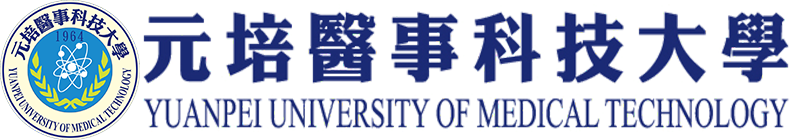 元培醫事科技大學
1964
YUANPEI UNIVERSITY OF MEDICAL TECHNOLOGY
元培醫事科技大學
YUANPEI UNIVERSITY OF MEDICAL TECHNOLOGY